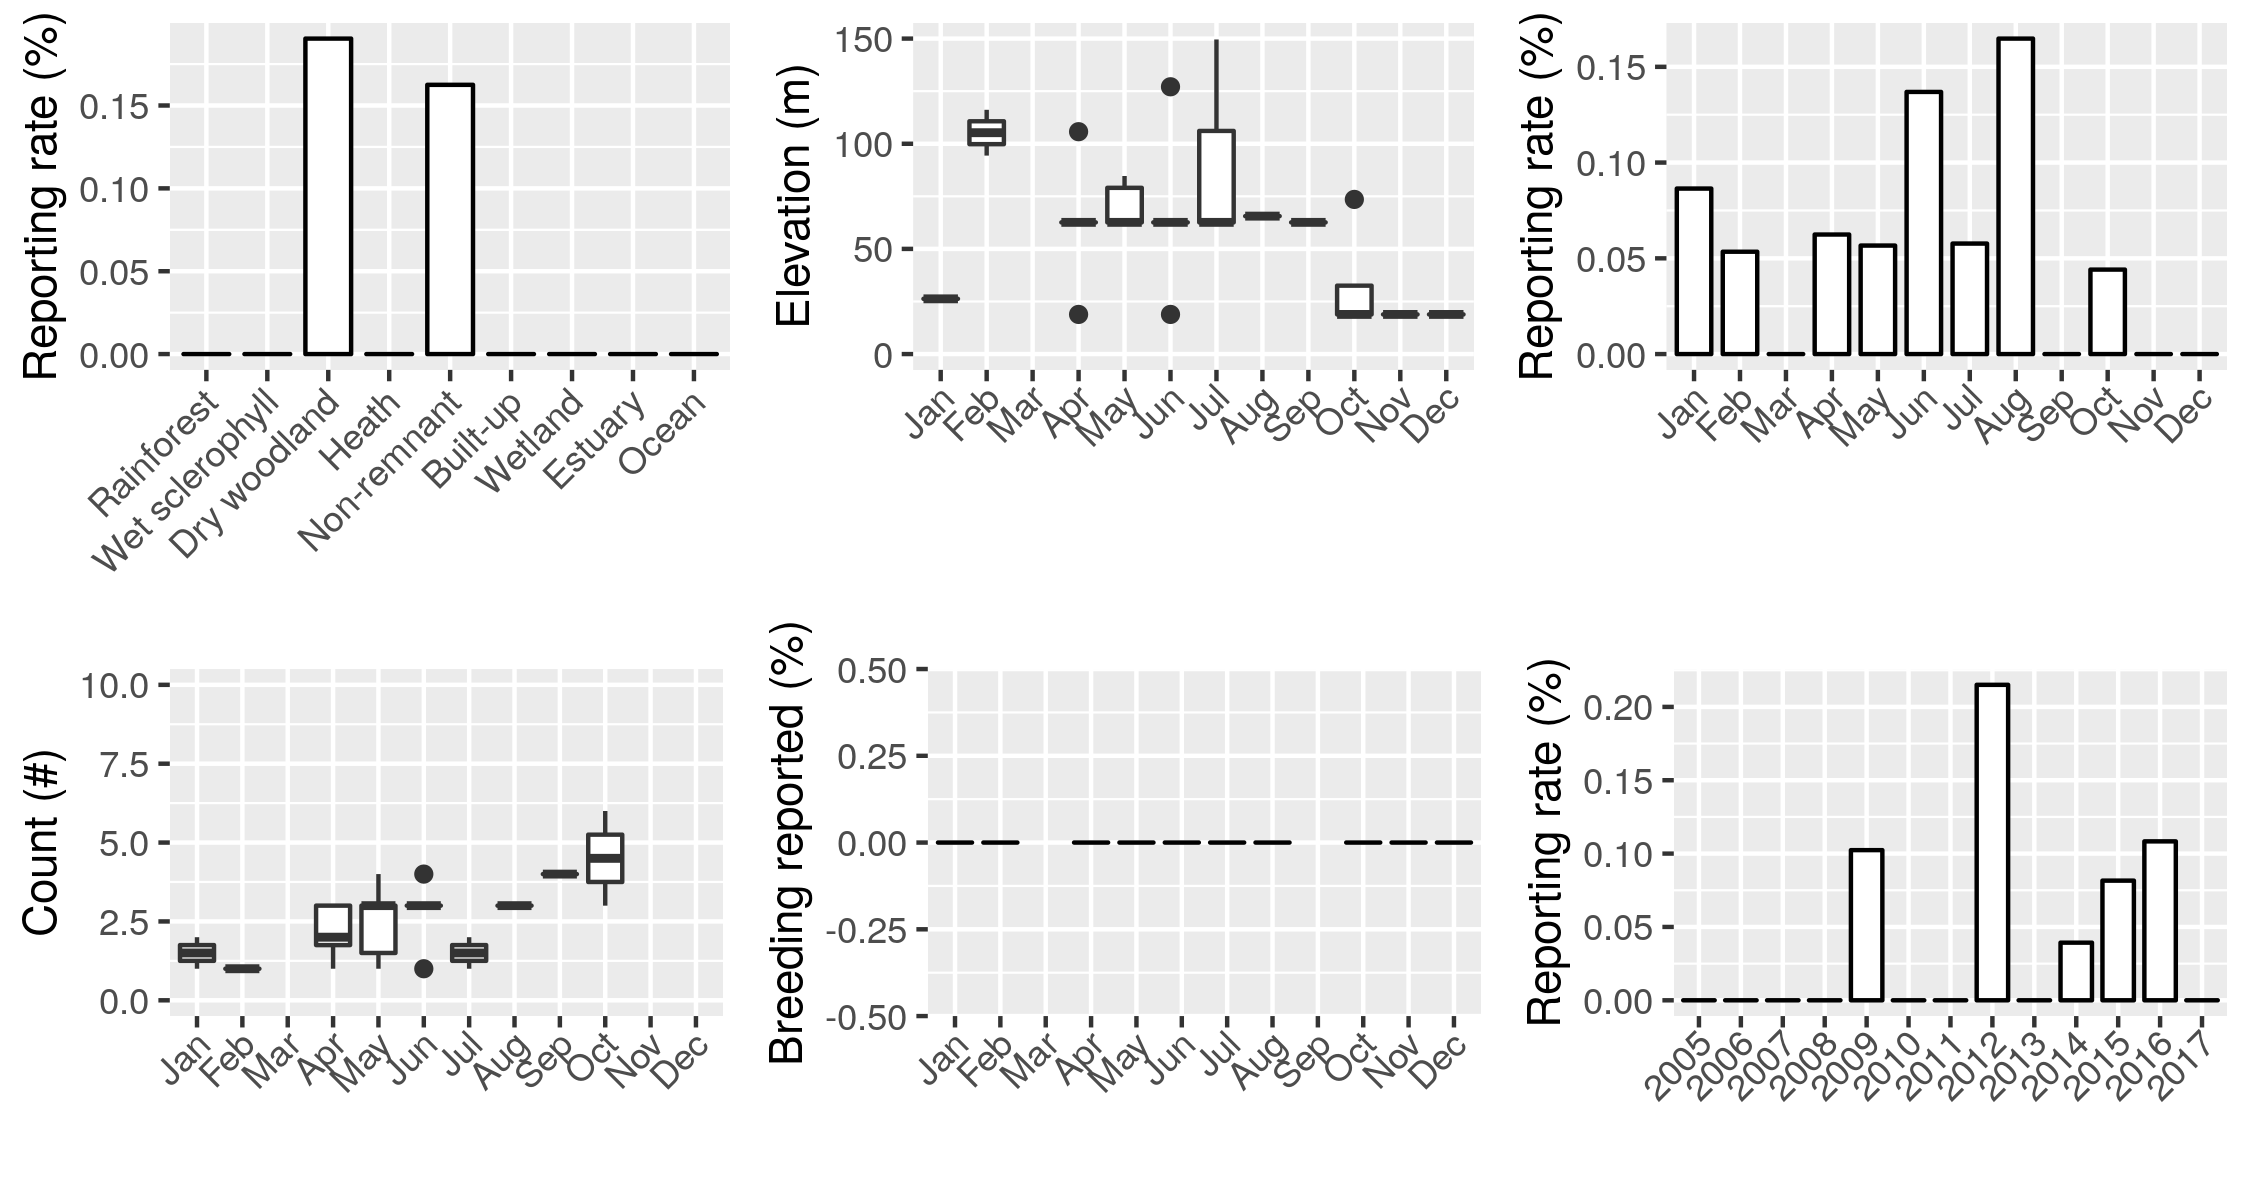 Reporting rate (%)
0.15
0.10
0.05
0.00
Rainforest
Wet sclerophyll
Dry woodland
Heath
Non-remnant
Built-up
Wetland
Estuary
Ocean
Elevation (m)
150
100
50
0
Jan
Feb
Mar
Apr
May
Jun
Jul
Aug
Sep
Oct
Nov
Dec
Reporting rate (%)
0.15
0.10
0.05
0.00
Jan
Feb
Mar
Apr
May
Jun
Jul
Aug
Sep
Oct
Nov
Dec
Count (#)
10.0
7.5
5.0
2.5
0.0
Jan
Feb
Mar
Apr
May
Jun
Jul
Aug
Sep
Oct
Nov
Dec
Breeding reported (%)
0.50
0.25
0.00
-0.25
-0.50
Jan
Feb
Mar
Apr
May
Jun
Jul
Aug
Sep
Oct
Nov
Dec
Reporting rate (%)
0.20
0.15
0.10
0.05
0.00
2005
2006
2007
2008
2009
2010
2011
2012
2013
2014
2015
2016
2017